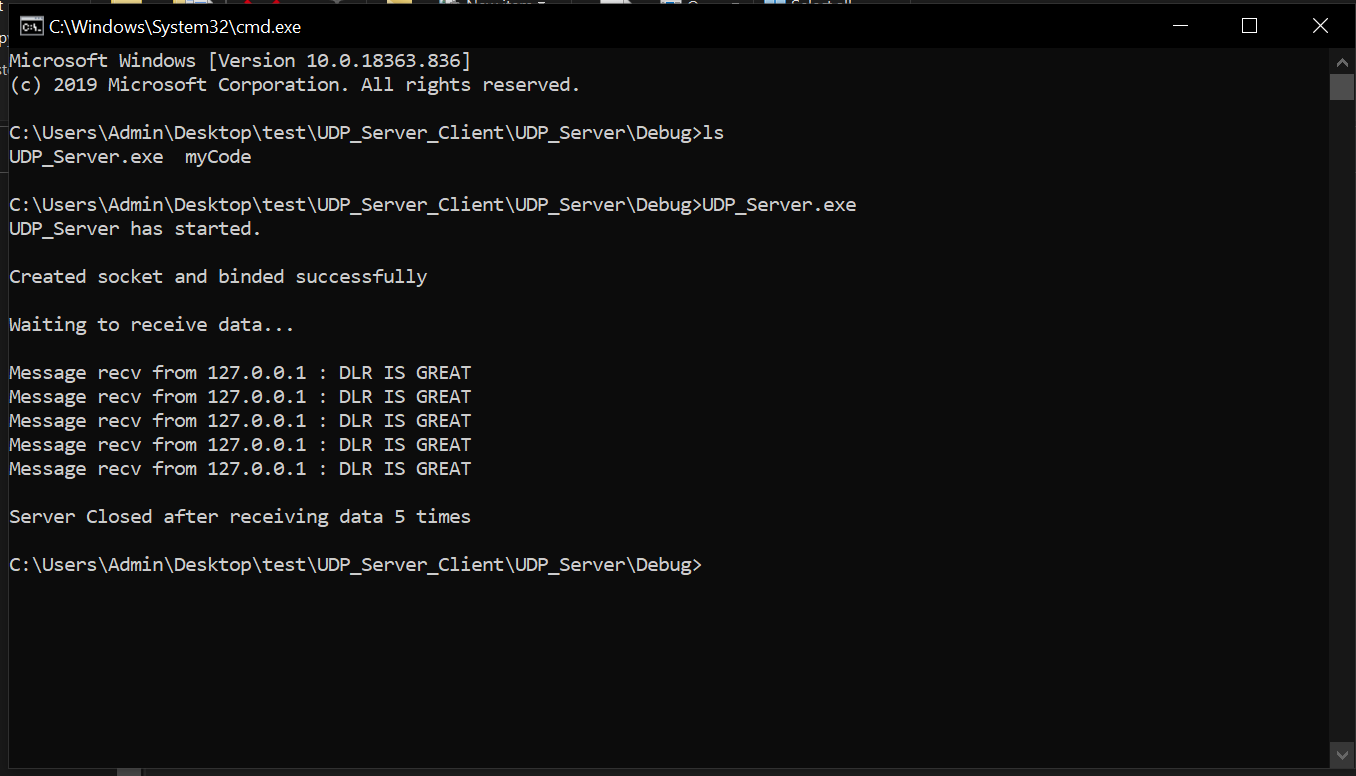 C:\Windows\System32\cmd.exe
Microsoft Windows [Version 10.0.18363.836]
(c) 2019 Microsoft Corporation. All rights reserved.
C:\Users\Admin\Desktop\test\UDP_Server_Client\UDP_Server\Debug>ls
UDP_Server.exe  myCode
C:\Users\Admin\Desktop\test\UDP_Server_Client\UDP_Server\Debug>UDP_Server.exe
UDP_Server has started.
Created socket and binded successfully
Waiting to receive data...
Message recv from 127.0.0.1 : DLR IS GREAT
Message recv from 127.0.0.1 : DLR IS GREAT
Message recv from 127.0.0.1 : DLR IS GREAT
Message recv from 127.0.0.1 : DLR IS GREAT
Message recv from 127.0.0.1 : DLR IS GREAT
Server Closed after receiving data 5 times
C:\Users\Admin\Desktop\test\UDP_Server_Client\UDP_Server\Debug>